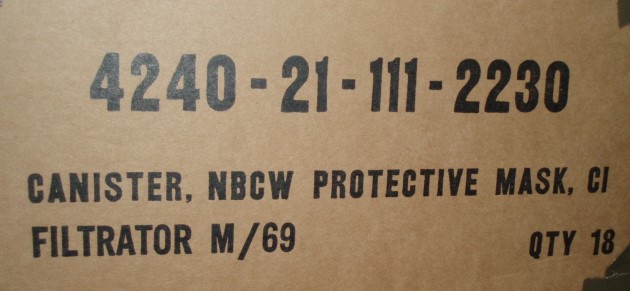 4240-21-111-2230
CANISTER, NBCW PROTECTIVE MASK, CI
FILTRATOR M/69 QTY 18